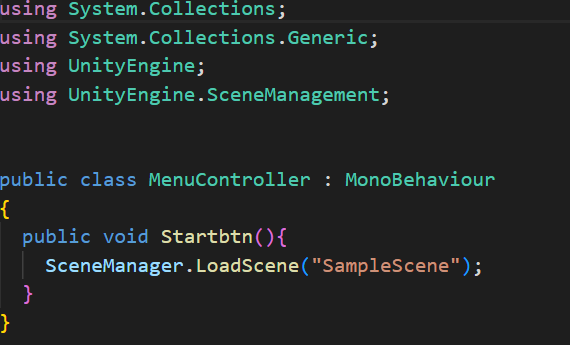 using System.Collections;
using System.Collections.Generic;
using UnityEngine;
using UnityEngine.SceneManagement;
public class MenuController : MonoBehaviour
{
  public void Startbtn(){
    SceneManager.LoadScene("SampleScene");
  }
}